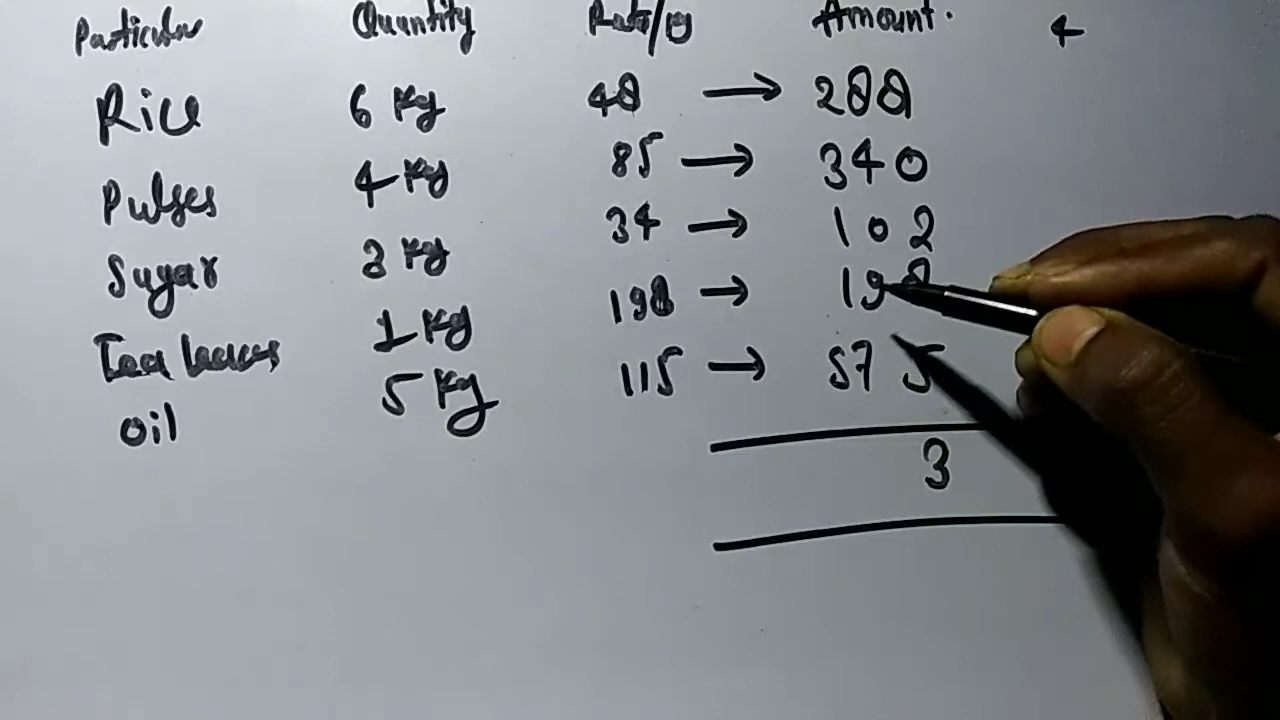 Particular Quantity Rate/kg Amount. 4
Rice 6 Kg 48 → 288
Pulses 4 Kg 85 → 340
Sugar 3 Kg 34 → 102
Tea leaves 1 Kg 198 → 198
Oil 5 Kg 115 → 575
3